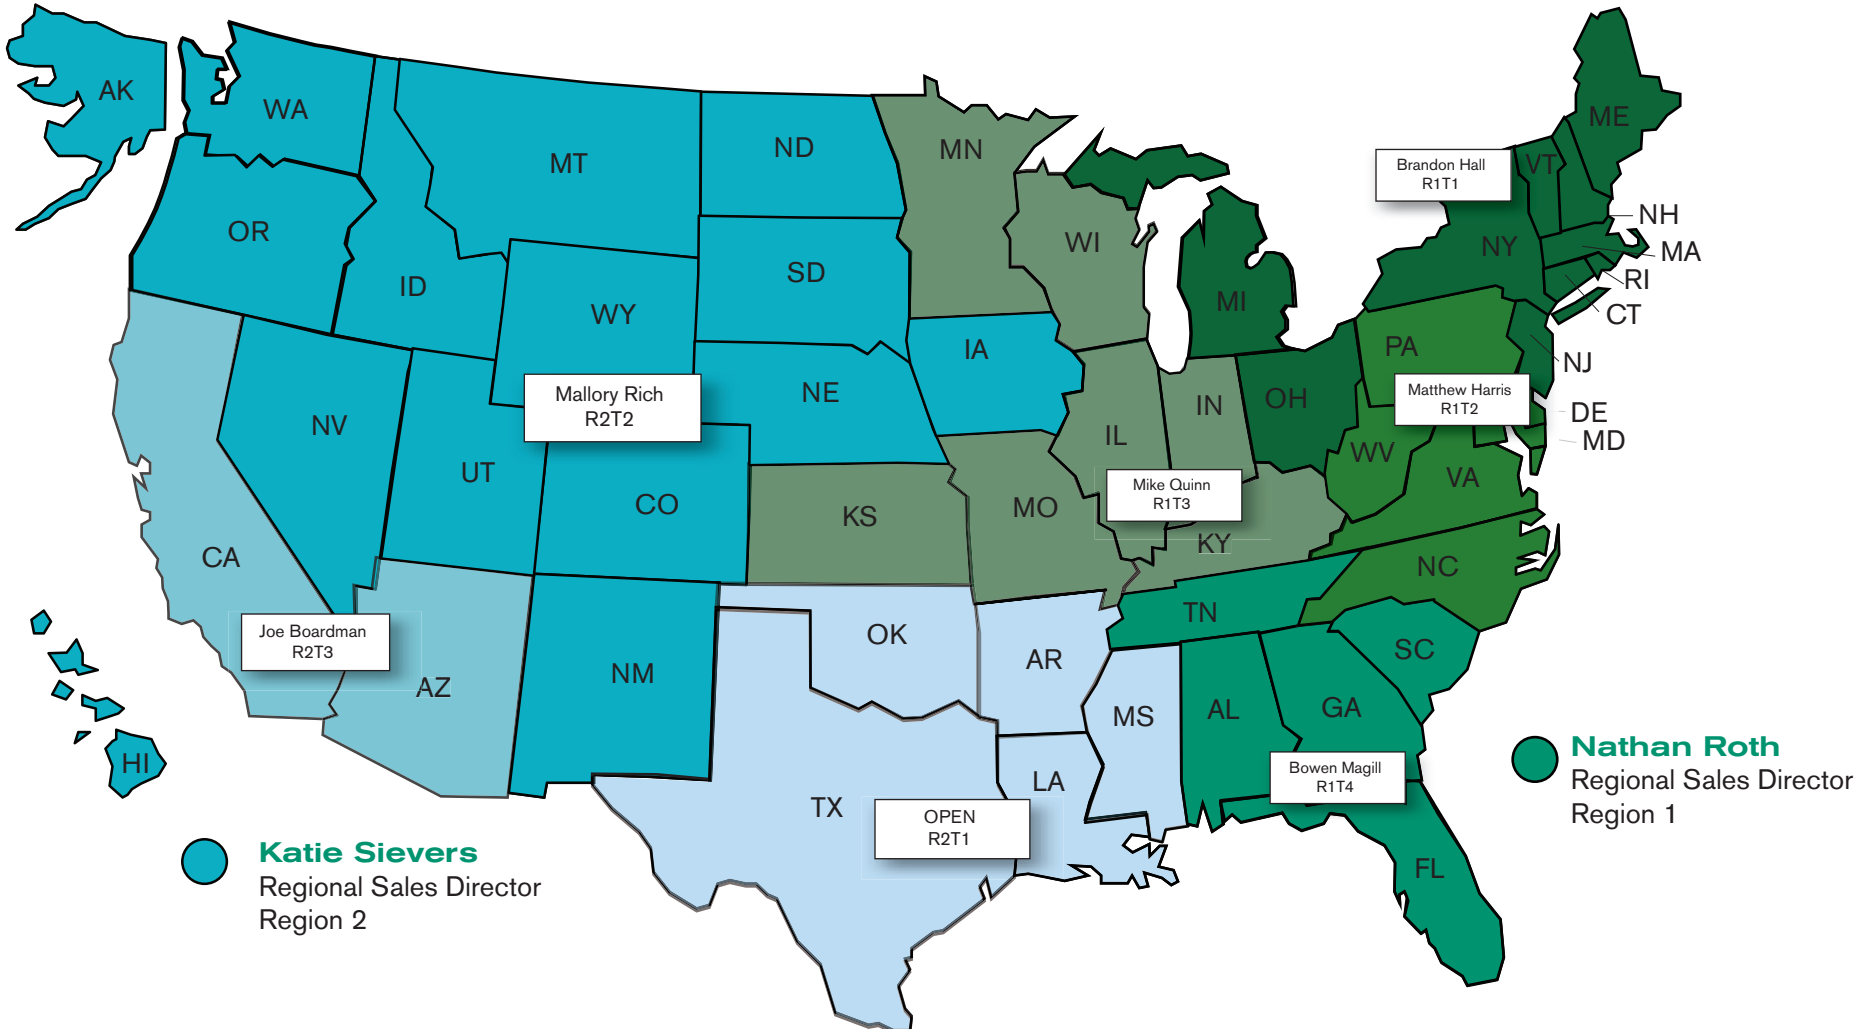 AK
WA
MT
ND
MN
ME
VT
Brandon Hall
R1T1
NH
OR
WI
NY
MA
ID
SD
RI
WY
MI
CT
IA
PA
NJ
Mallory Rich
R2T2
NE
IN
OH
Matthew Harris
R1T2
DE
NV
IL
MD
UT
WV
VA
CO
KS
MO
Mike Quinn
R1T3
KY
CA
NC
TN
Joe Boardman
R2T3
OK
AR
SC
AZ
NM
MS
AL
GA
HI
TX
LA
Bowen Magill
R1T4
OPEN
R2T1
FL
Nathan Roth
Regional Sales Director
Region 1
Katie Sievers
Regional Sales Director
Region 2